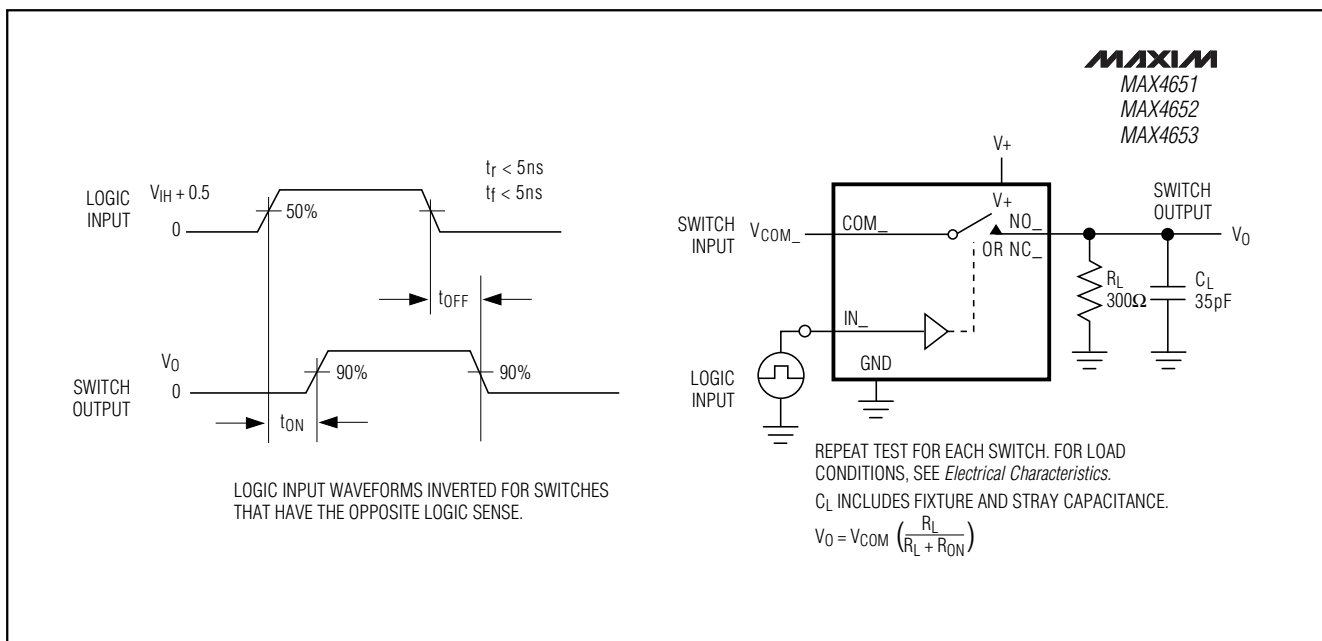 MAXIM
MAX4651
MAX4652
MAX4653
LOGIC
INPUT
VIH + 0.5
0
50%
tr < 5ns
tf < 5ns
tOFF
SWITCH
OUTPUT
VO
0
90%
90%
tON
LOGIC INPUT WAVEFORMS INVERTED FOR SWITCHES
THAT HAVE THE OPPOSITE LOGIC SENSE.
V+
SWITCH
INPUT
VCOM_
COM_
V+
NO_
OR NC_
SWITCH
OUTPUT
VO
RL
300Ω
CL
35pF
IN_
GND
LOGIC
INPUT
REPEAT TEST FOR EACH SWITCH. FOR LOAD
CONDITIONS, SEE Electrical Characteristics.
CL INCLUDES FIXTURE AND STRAY CAPACITANCE.
VO = VCOM (RL / RL + RON)